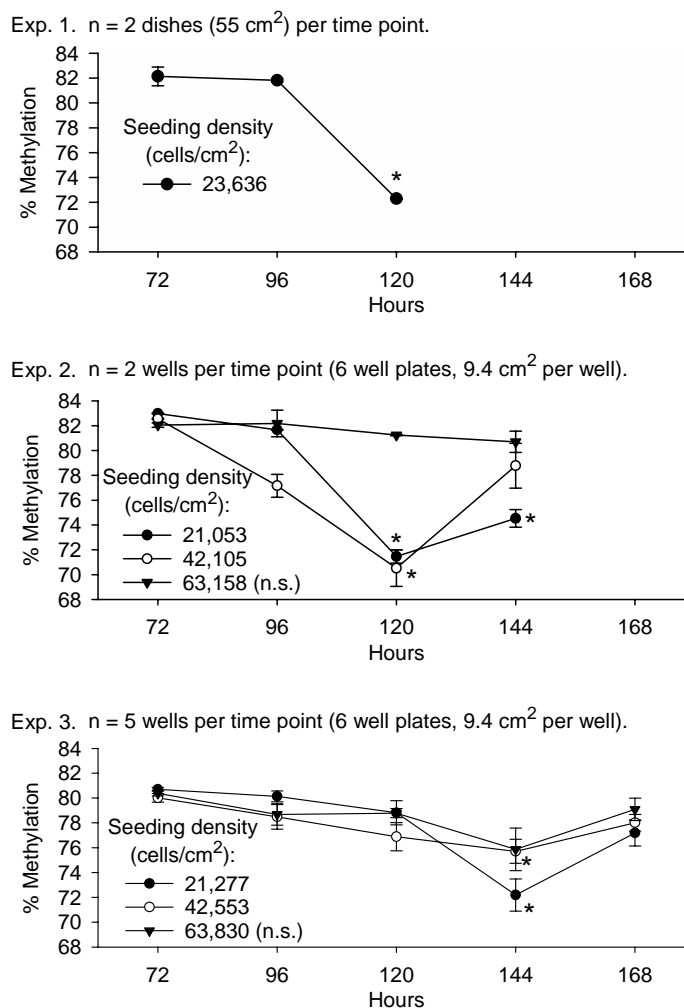 Exp. 1. n = 2 dishes (55 cm²) per time point.
84
82
80
78
76
74
72
70
68
% Methylation
Seeding density
(cells/cm²):
23,636
*
72 96 120 144 168
Hours
Exp. 2. n = 2 wells per time point (6 well plates, 9.4 cm² per well).
84
82
80
78
76
74
72
70
68
% Methylation
Seeding density
(cells/cm²):
21,053
42,105
63,158 (n.s.)
*
*
*
72 96 120 144 168
Hours
Exp. 3. n = 5 wells per time point (6 well plates, 9.4 cm² per well).
84
82
80
78
76
74
72
70
68
% Methylation
Seeding density
(cells/cm²):
21,277
42,553
63,830 (n.s.)
*
*
72 96 120 144 168
Hours